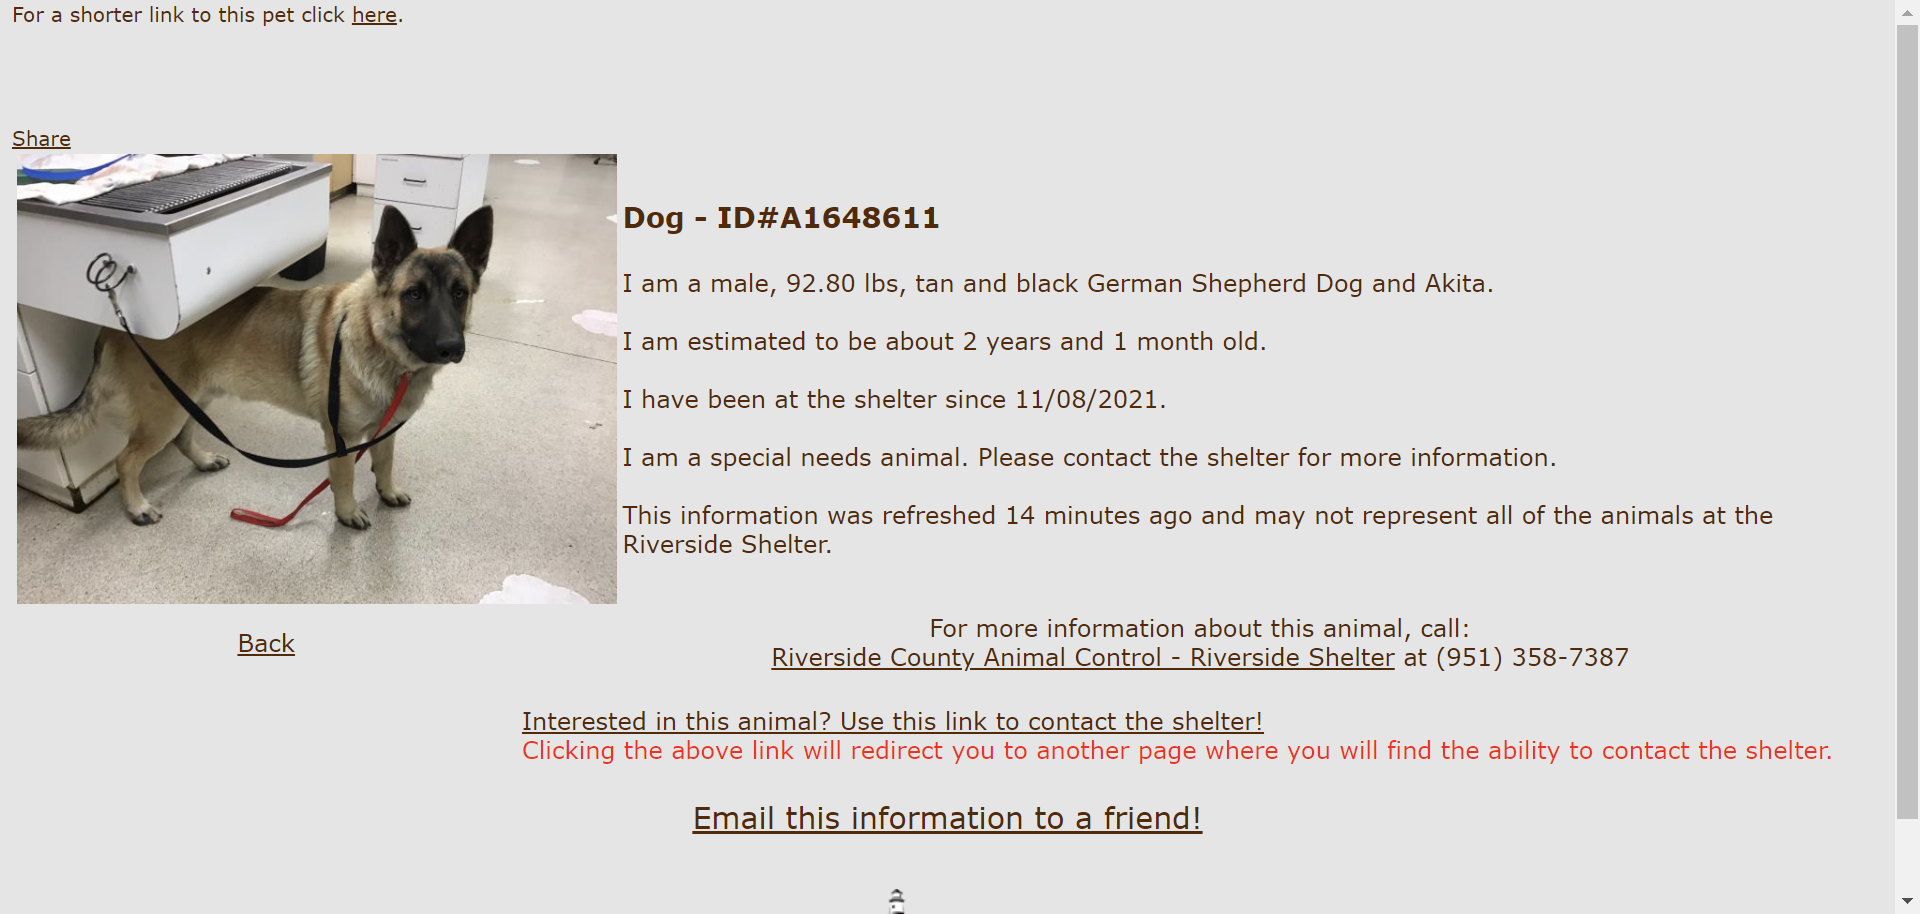 For a shorter link to this pet click here.
Share
Dog - ID#A1648611
I am a male, 92.80 lbs, tan and black German Shepherd Dog and Akita.
I am estimated to be about 2 years and 1 month old.
I have been at the shelter since 11/08/2021.
I am a special needs animal. Please contact the shelter for more information.
This information was refreshed 14 minutes ago and may not represent all of the animals at the
Riverside Shelter.
Back
For more information about this animal, call:
Riverside County Animal Control - Riverside Shelter at (951) 358-7387
Interested in this animal? Use this link to contact the shelter!
Clicking the above link will redirect you to another page where you will find the ability to contact the shelter.
Email this information to a friend!